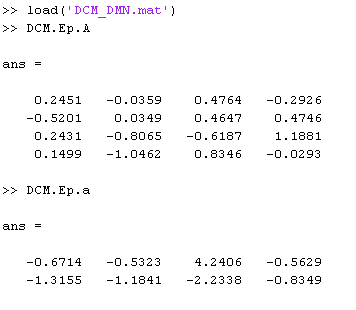 >> load('DCM_DMN.mat')
>> DCM.Ep.A
ans =
0.2451 -0.0359 0.4764 -0.2926
-0.5201 0.0349 0.4647 0.4746
0.2431 -0.8065 -0.6187 1.1881
0.1499 -1.0462 0.8346 -0.0293
>> DCM.Ep.a
ans =
-0.6714 -0.5323 4.2406 -0.5629
-1.3155 -1.1841 -2.2338 -0.8349